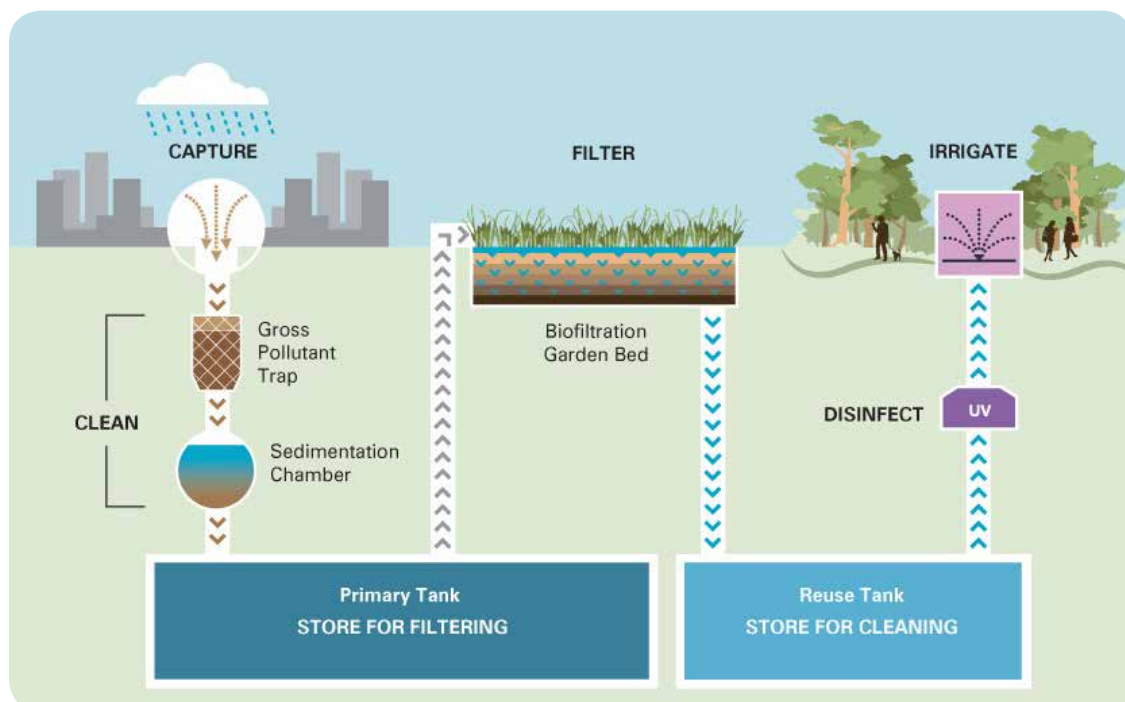 CAPTURE
FILTER
IRRIGATE
Gross
Pollutant
Trap
CLEAN
Sedimentation
Chamber
Biofiltration
Garden Bed
DISINFECT
UV
Primary Tank
STORE FOR FILTERING
Reuse Tank
STORE FOR CLEANING